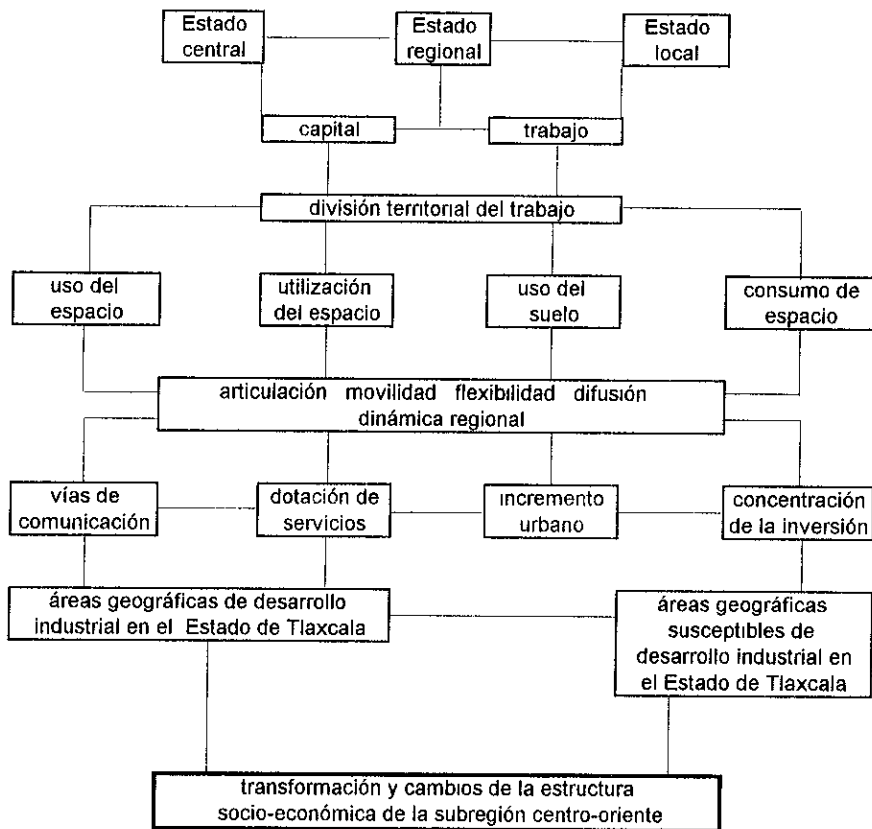 Estado
central
Estado
regional
Estado
local
capital
trabajo
división territorial del trabajo
uso del
espacio
utilización
del espacio
uso del
suelo
consumo de
espacio
articulación movilidad flexibilidad difusión
dinámica regional
vías de
comunicación
dotación de
servicios
incremento
urbano
concentración
de la inversión
áreas geográficas de desarrollo
industrial en el Estado de Tlaxcala
áreas geográficas
susceptibles de
desarrollo industrial en
el Estado de Tlaxcala
transformación y cambios de la estructura
socio-económica de la subregión centro-oriente